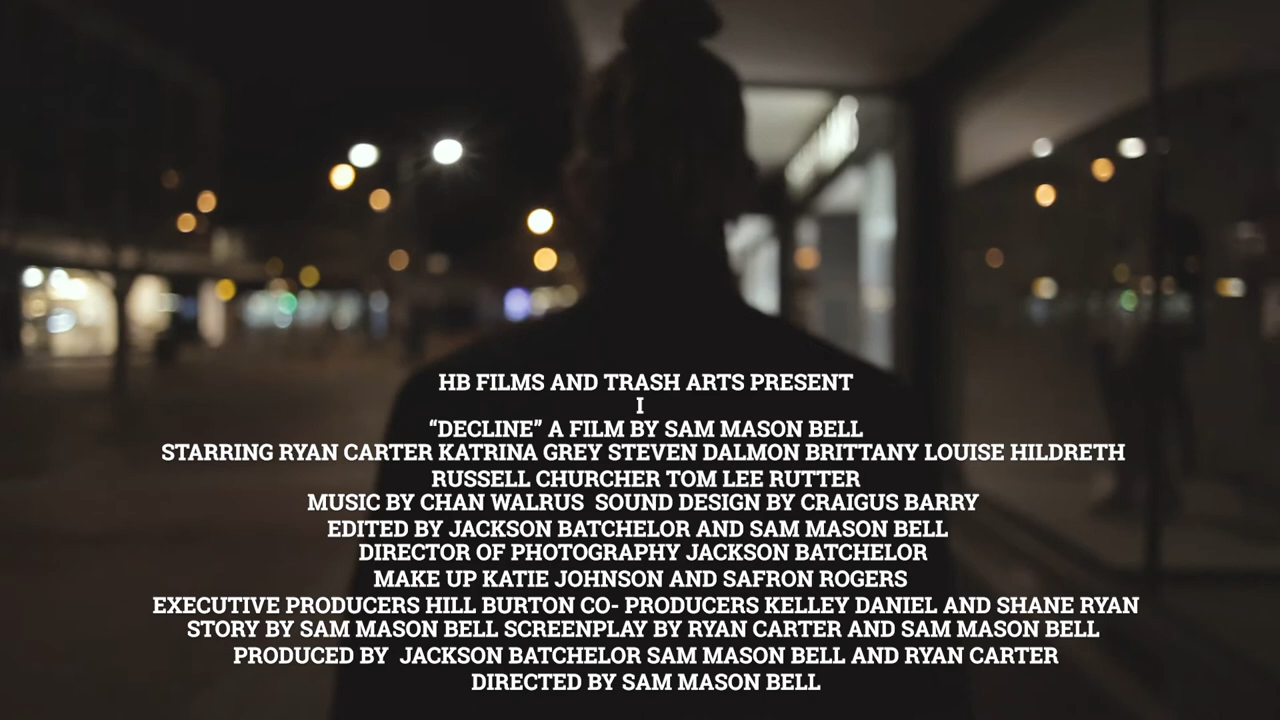 HB FILMS AND TRASH ARTS PRESENT
I
“DECLINE” A FILM BY SAM MASON BELL
STARRING RYAN CARTER KATRINA GREY STEVEN DALMON BRITTANY LOUISE HILDRETH
RUSSELL CHURCHER TOM LEE RUTTER
MUSIC BY CHAN WALRUS  SOUND DESIGN BY CRAIGUS BARRY
EDITED BY JACKSON BATCHELOR AND SAM MASON BELL
DIRECTOR OF PHOTOGRAPHY JACKSON BATCHELOR
MAKE UP KATIE JOHNSON AND SAFRON ROGERS
EXECUTIVE PRODUCERS HILL BURTON CO- PRODUCERS KELLEY DANIEL AND SHANE RYAN
STORY BY SAM MASON BELL SCREENPLAY BY RYAN CARTER AND SAM MASON BELL
PRODUCED BY  JACKSON BATCHELOR SAM MASON BELL AND RYAN CARTER
DIRECTED BY SAM MASON BELL